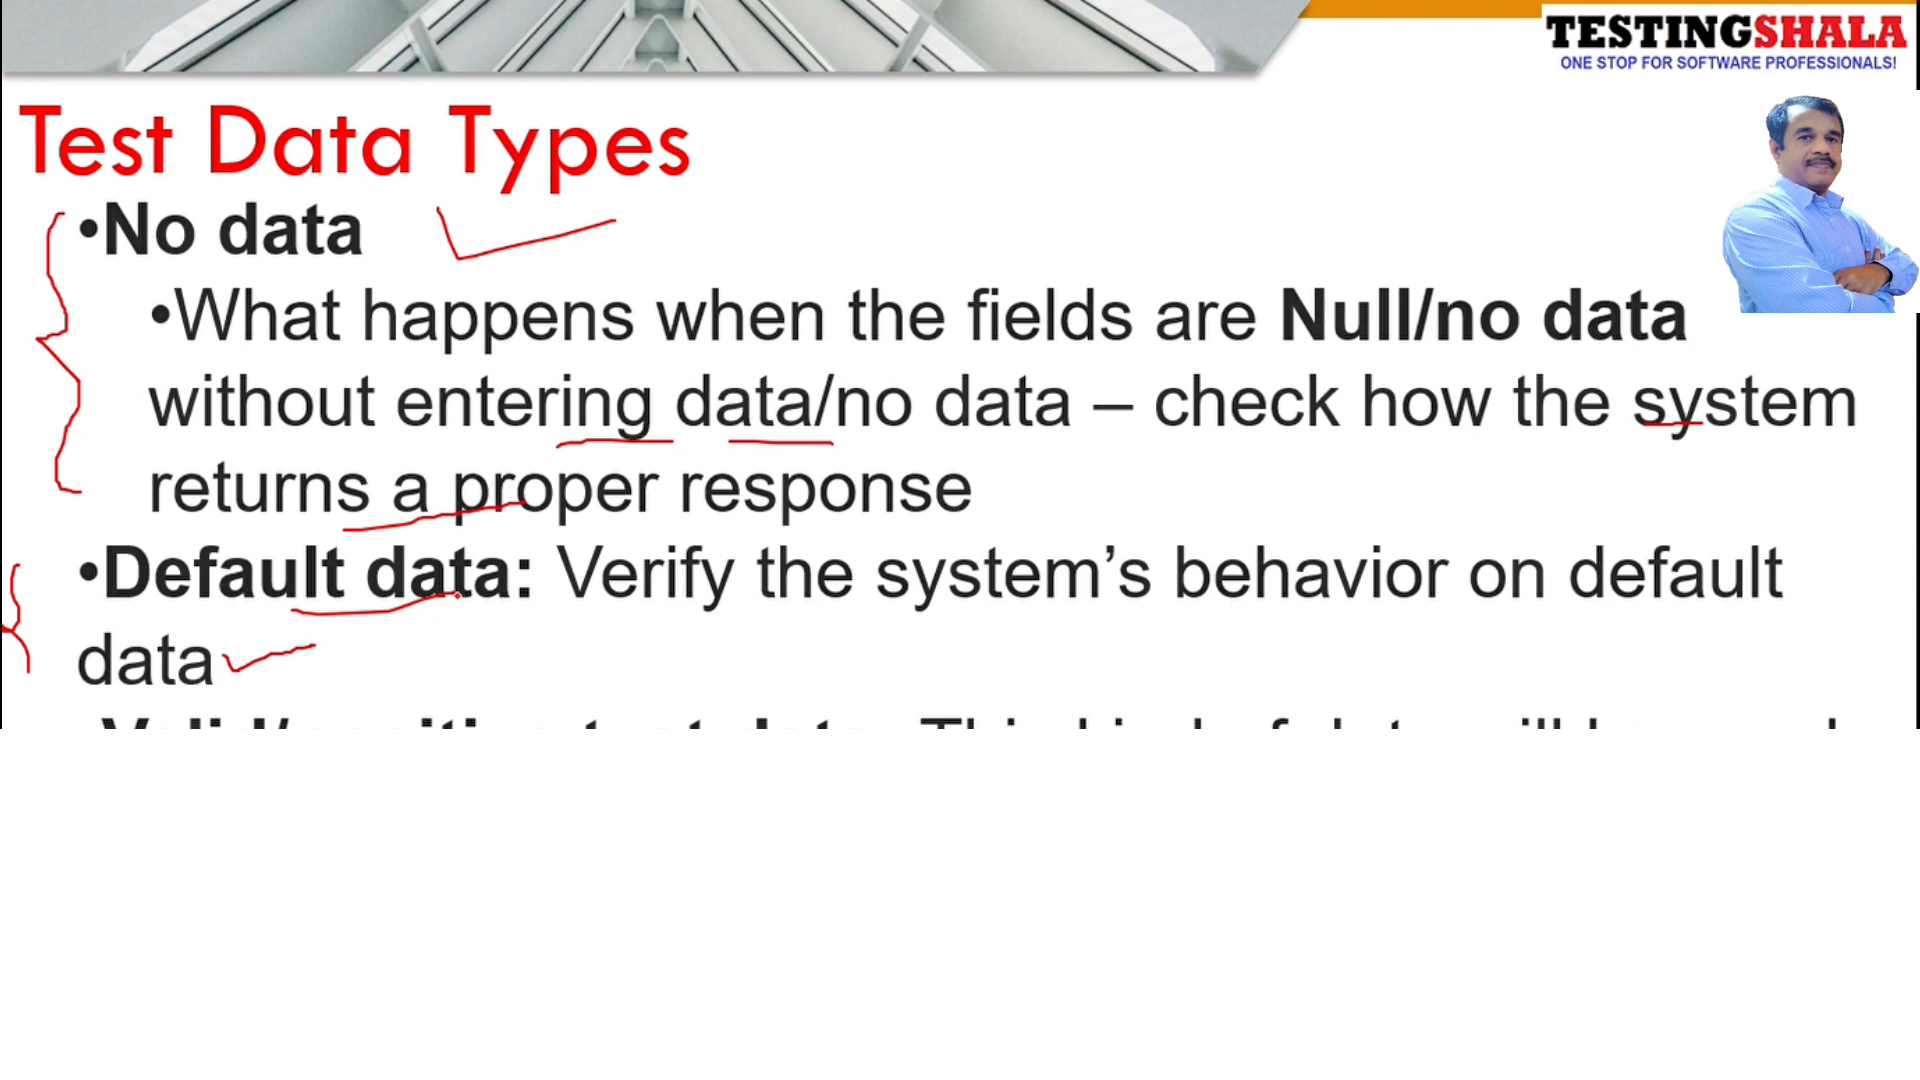 TESTINGSHALA
ONE STOP FOR SOFTWARE PROFESSIONALS!
Test Data Types
•No data
•What happens when the fields are Null/no data
without entering data/no data – check how the system
returns a proper response
•Default data: Verify the system’s behavior on default
data